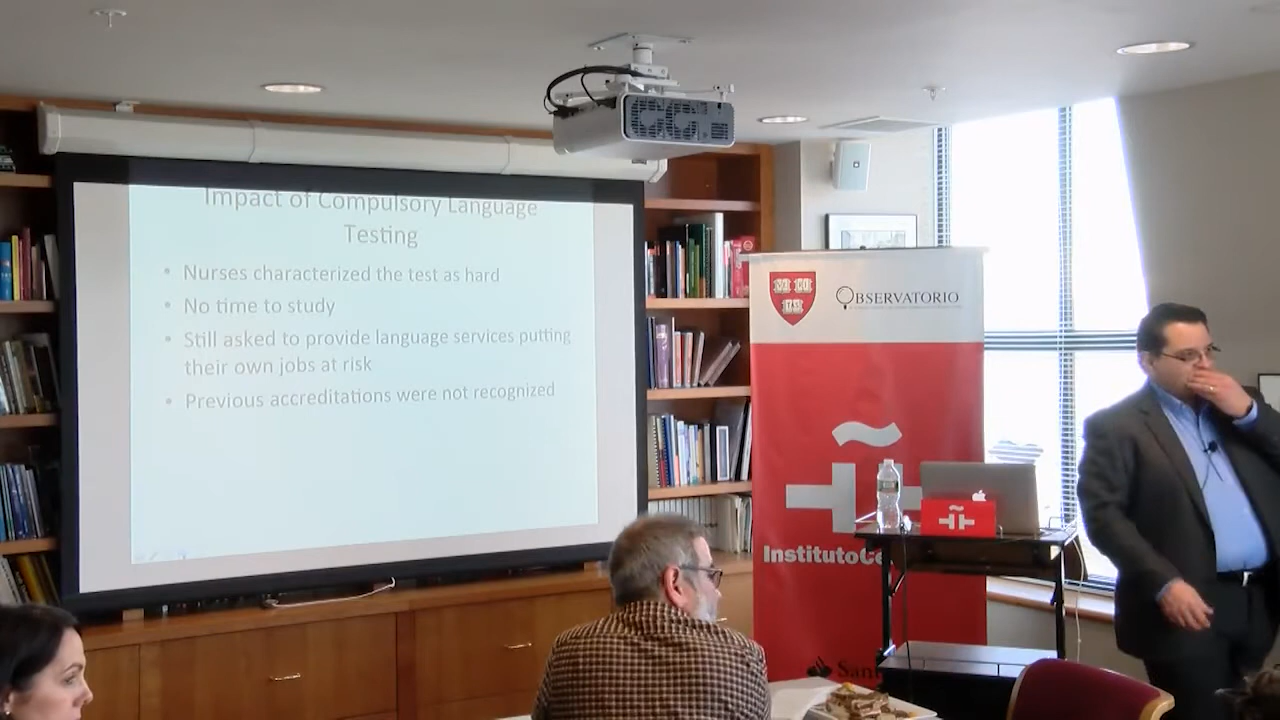 Impact of Compulsory Language
Testing
• Nurses characterized the test as hard
• No time to study
• Still asked to provide language services putting
their own jobs at risk
• Previous accreditations were not recognized
OBSERVATORIO
InstitutoCe
San